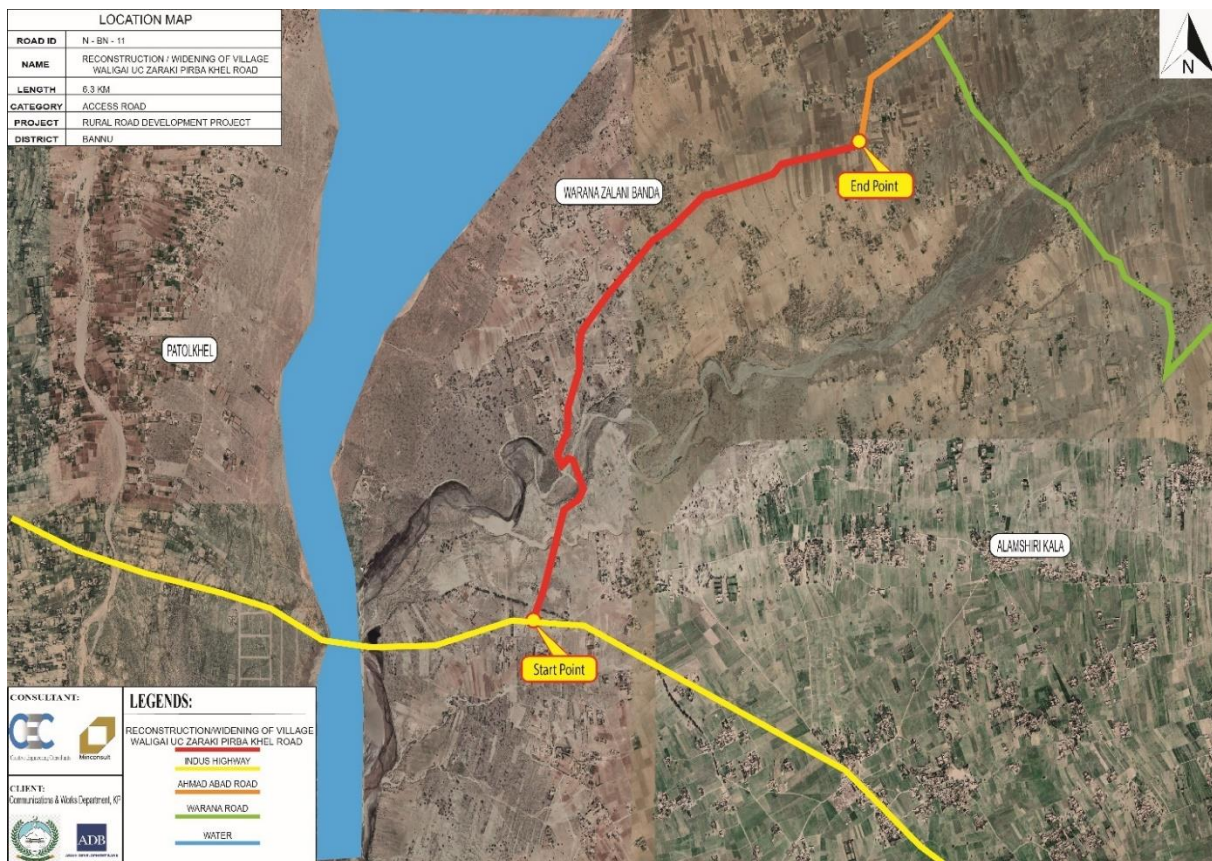 LOCATION MAP
ROAD ID N - BN - 11
NAME RECONSTRUCTION / WIDENING OF VILLAGE
WALIGAI UC ZARAKI PIRBA KHEL ROAD
LENGTH 6.3 KM
CATEGORY ACCESS ROAD
PROJECT RURAL ROAD DEVELOPMENT PROJECT
DISTRICT BANNU
N
WARANA ZALANI BANDA
End Point
PATOLKHEL
ALAMSHIRI KALA
Start Point
CONSULTANT:
CEC
Minconsult
CLIENT:
Communications & Works Department, KP
ADB
LEGENDS:
RECONSTRUCTION/WIDENING OF VILLAGE
WALIGAI UC ZARAKI PIRBA KHEL ROAD
INDUS HIGHWAY
AHMAD ABAD ROAD
WARANA ROAD
WATER